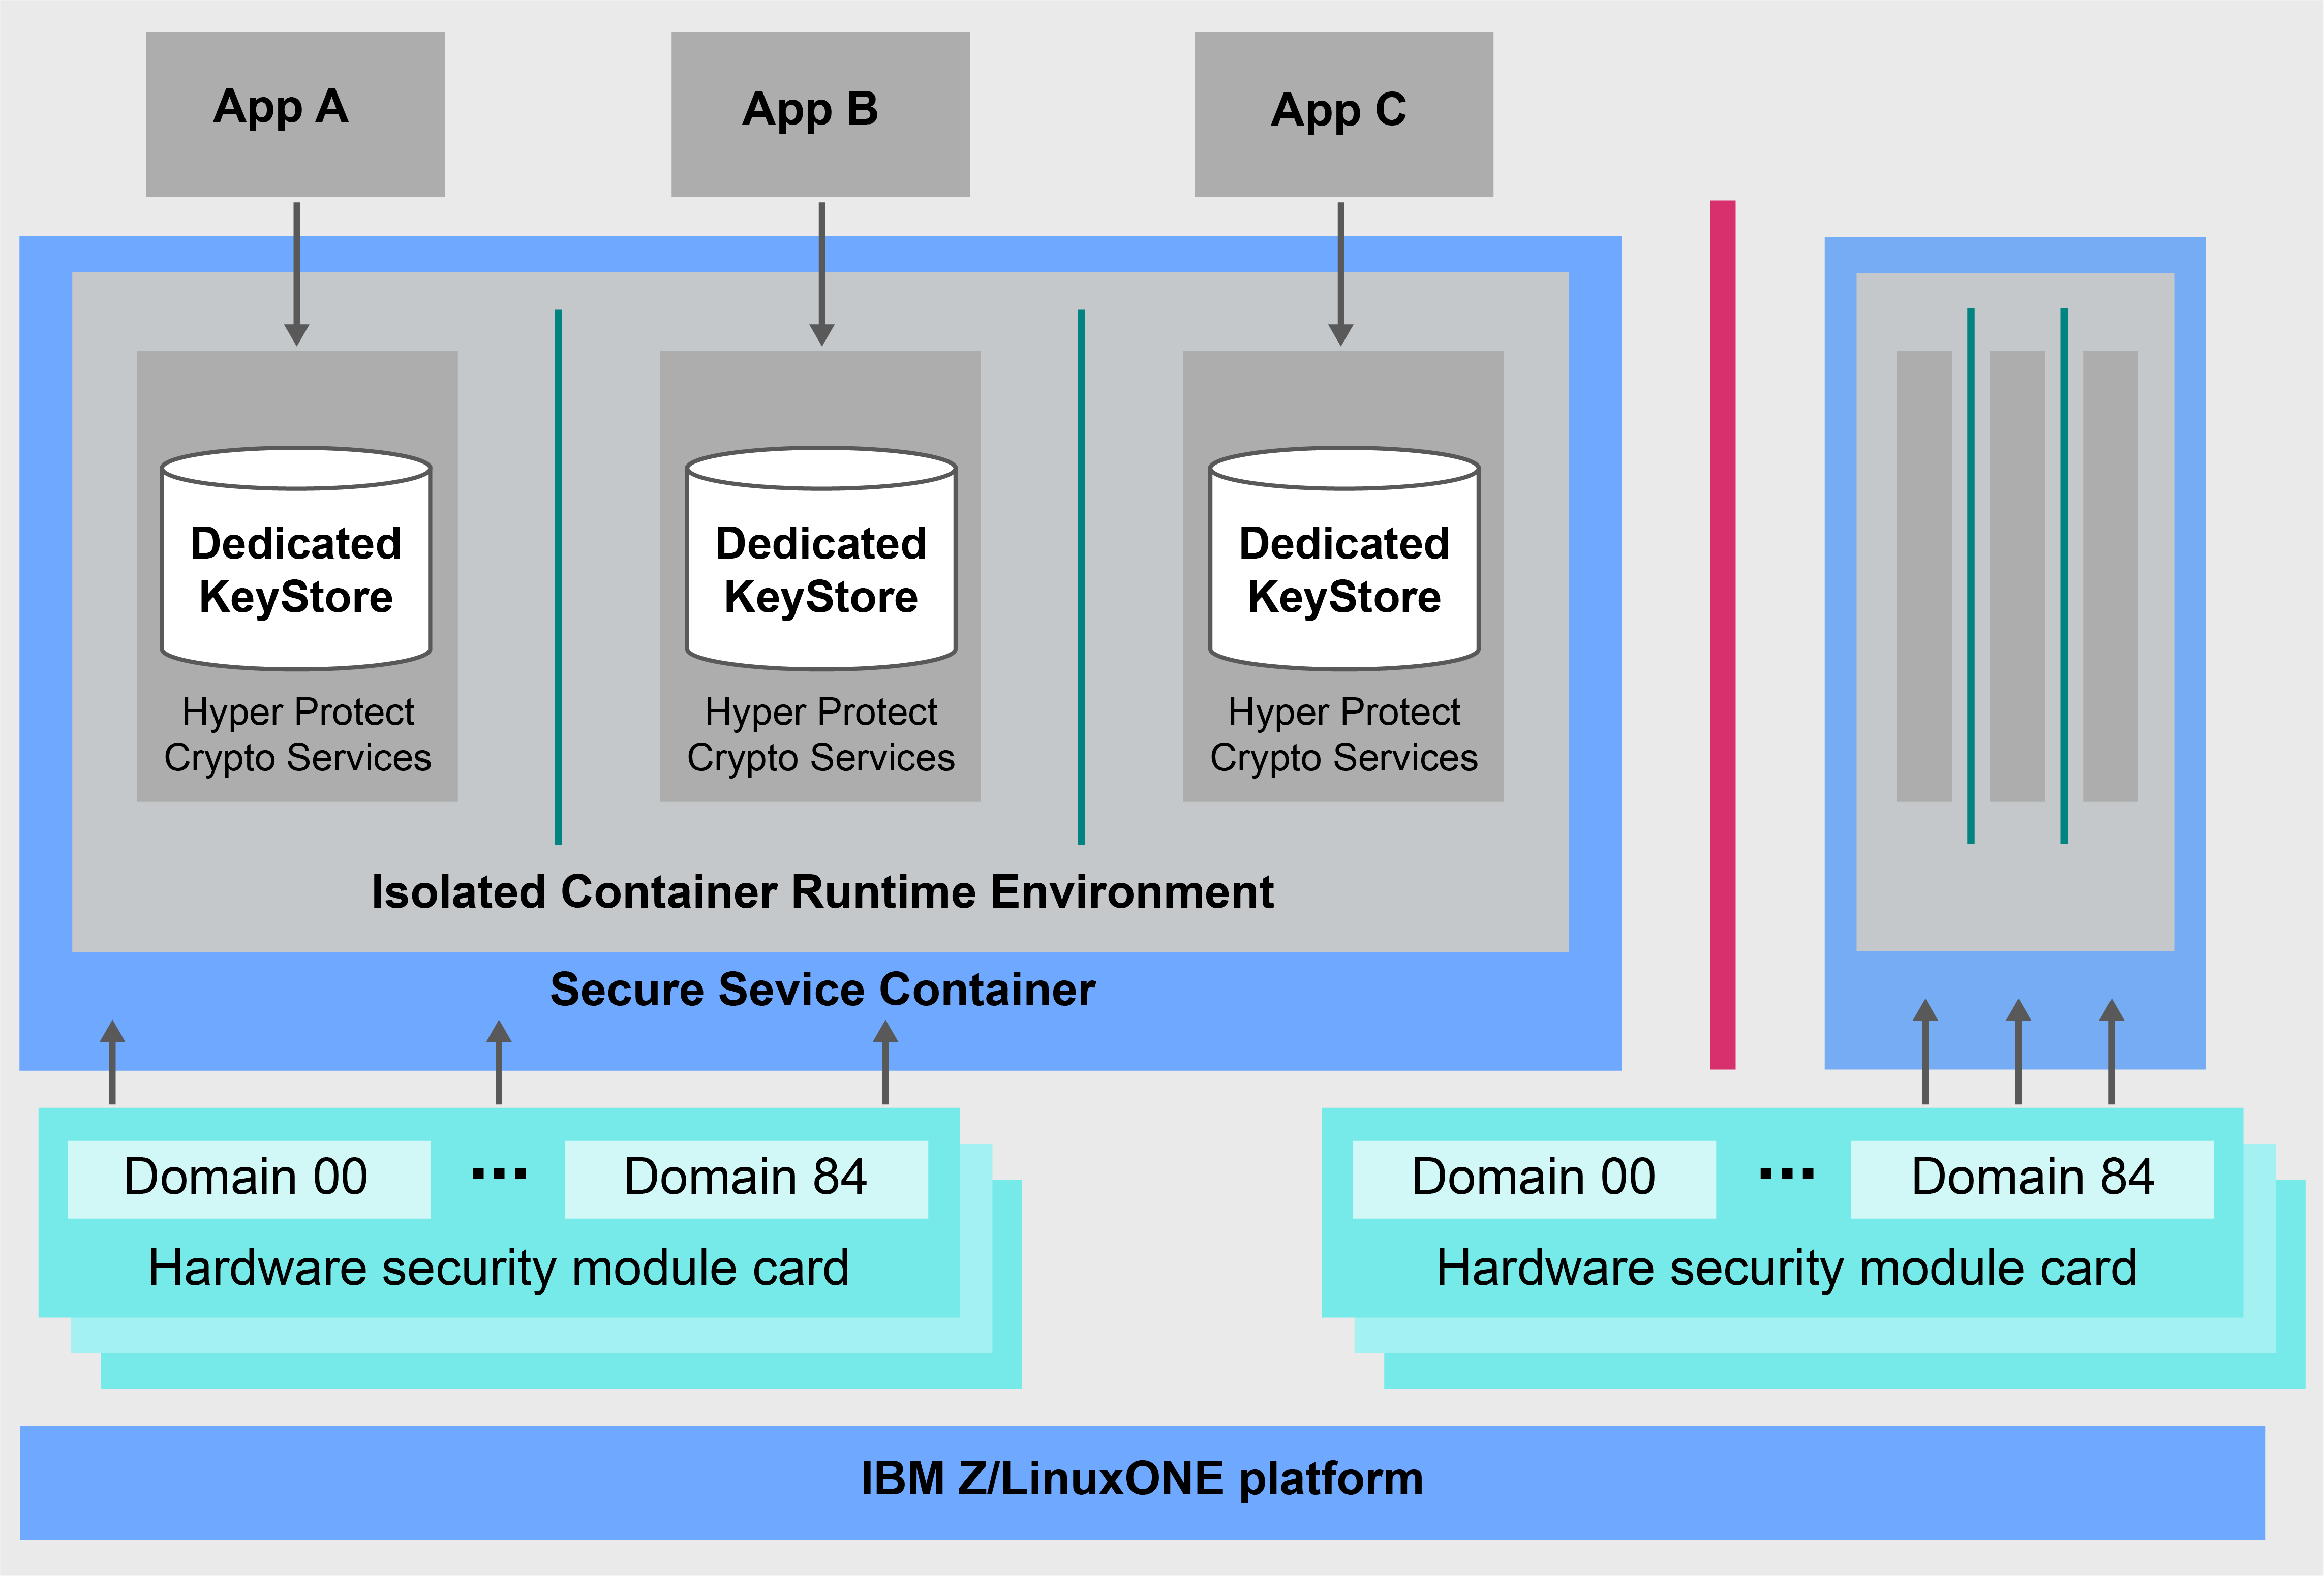 App A
App B
App C
Dedicated
KeyStore
Hyper Protect
Crypto Services
Dedicated
KeyStore
Hyper Protect
Crypto Services
Dedicated
KeyStore
Hyper Protect
Crypto Services
Isolated Container Runtime Environment
Secure Sevice Container
Domain 00
...
Domain 84
Hardware security module card
Domain 00
...
Domain 84
Hardware security module card
IBM Z/LinuxONE platform